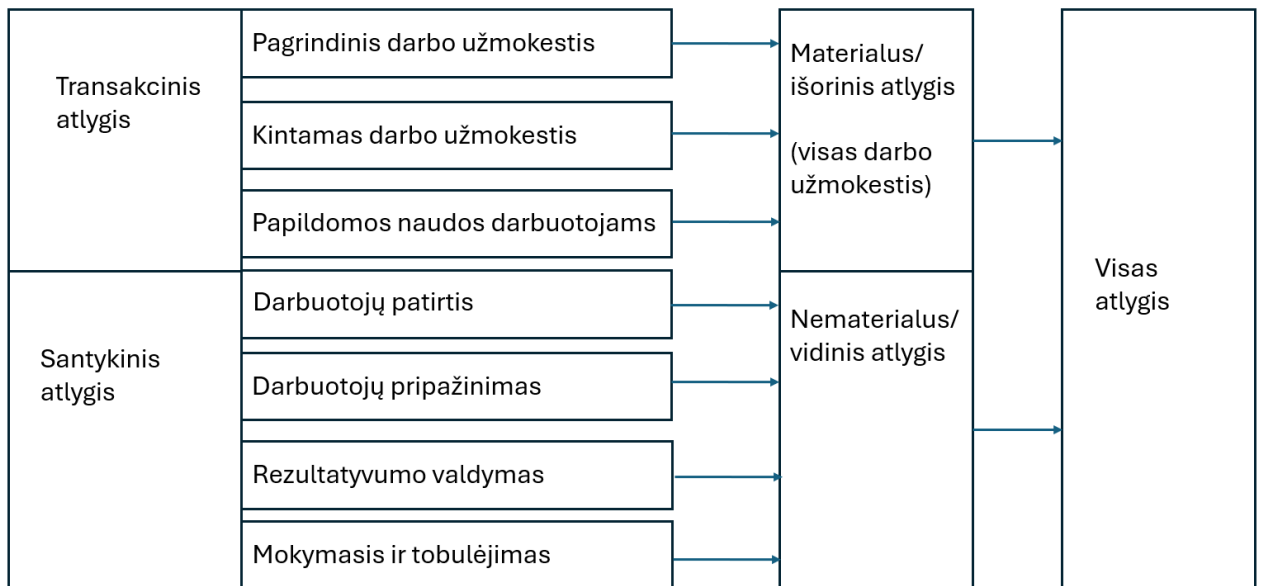 Transakcinis
atlygis
Pagrindinis darbo užmokestis
Kintamas darbo užmokestis
Papildomos naudos darbuotojams
Materialus/
išorinis atlygis
(visas darbo
užmokestis)
Santykinis
atlygis
Darbuotojų patirtis
Darbuotojų pripažinimas
Rezultatyvumo valdymas
Mokymasis ir tobulėjimas
Nematerialus/
vidinis atlygis
Visas
atlygis